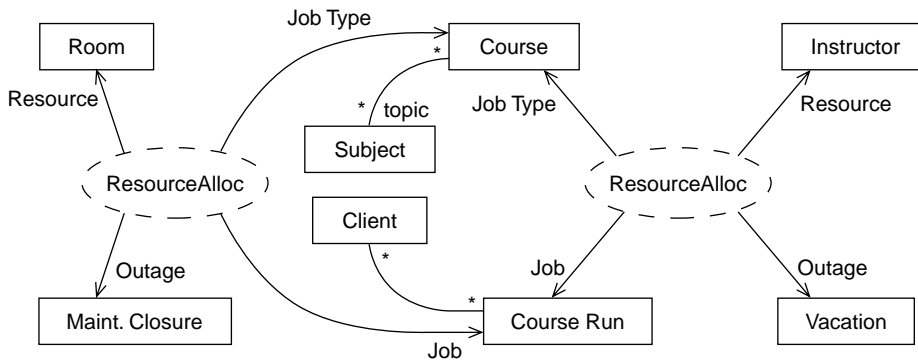 Job Type
Room
*
Course
Instructor
Resource
*
topic
Job Type
Resource
Subject
ResourceAlloc
ResourceAlloc
Client
*
Outage
Job
Outage
*
Maint. Closure
Course Run
Vacation
Job